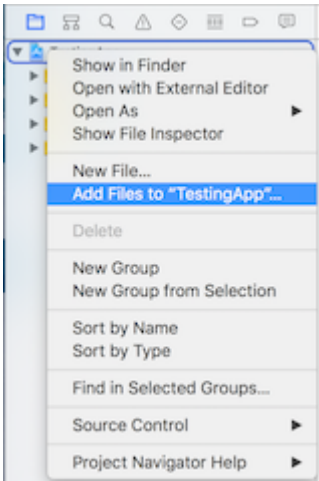 Show in Finder
Open with External Editor
Open As
Show File Inspector
New File...
Add Files to “TestingApp”...
Delete
New Group
New Group from Selection
Sort by Name
Sort by Type
Find in Selected Groups...
Source Control
Project Navigator Help